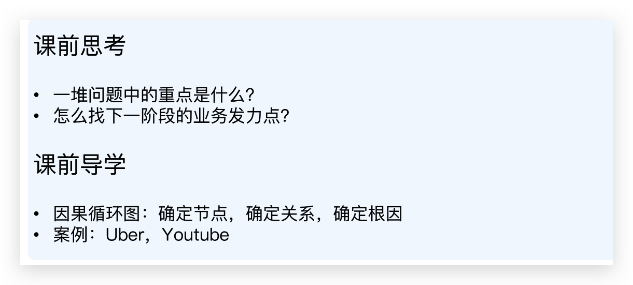 课前思考
• 一堆问题中的重点是什么？
• 怎么找下一阶段的业务发力点？
课前导学
• 因果循环图：确定节点，确定关系，确定根因
• 案例：Uber，Youtube